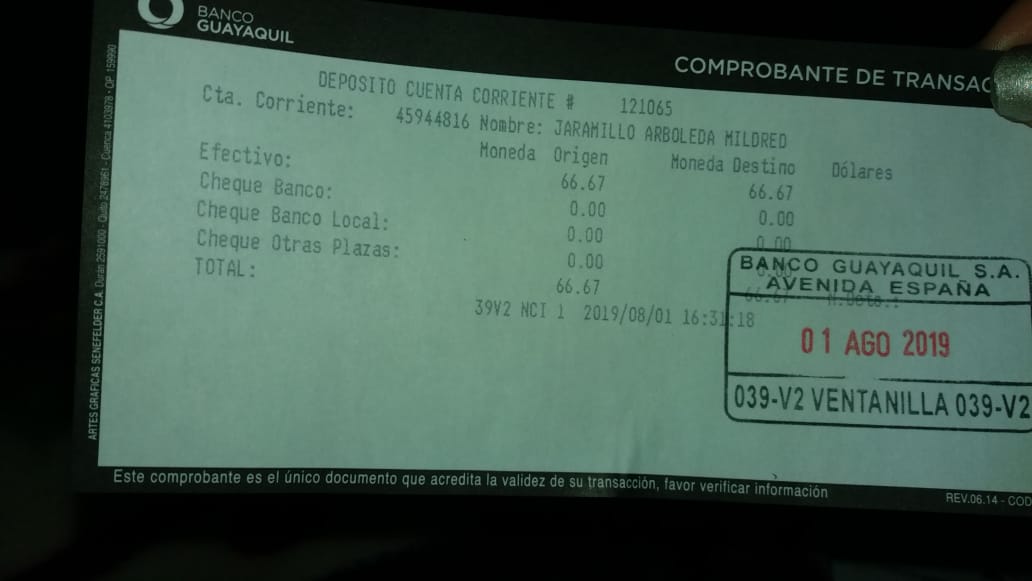 BANCO
GUAYAQUIL
COMPROBANTE DE TRANSAC
DEPOSITO CUENTA CORRIENTE # 121065
Cta. Corriente: 45944816 Nombre: JARAMILLO ARBOLEDA MILDRED
Moneda Origen Moneda Destino Dólares
Efectivo: 66.67 66.67
Cheque Banco: 0.00 0.00
Cheque Banco Local: 0.00 0.00
Cheque Otras Plazas: 0.00 0.00
TOTAL: 66.67 66.67
39V2 NCI 1 2019/08/01 16:31:18
BANCO GUAYAQUIL S.A.
AVENIDA ESPAÑA
01 AGO 2019
039-V2 VENTANILLA 039-V2
Este comprobante es el único documento que acredita la validez de su transacción, favor verificar información
REV.06.14 - COD
ARTES GRAFICAS SENEFELDER C.A. Durán 2591000 - Quito 2478961 - Cuenca 4103978 - OP. 159990